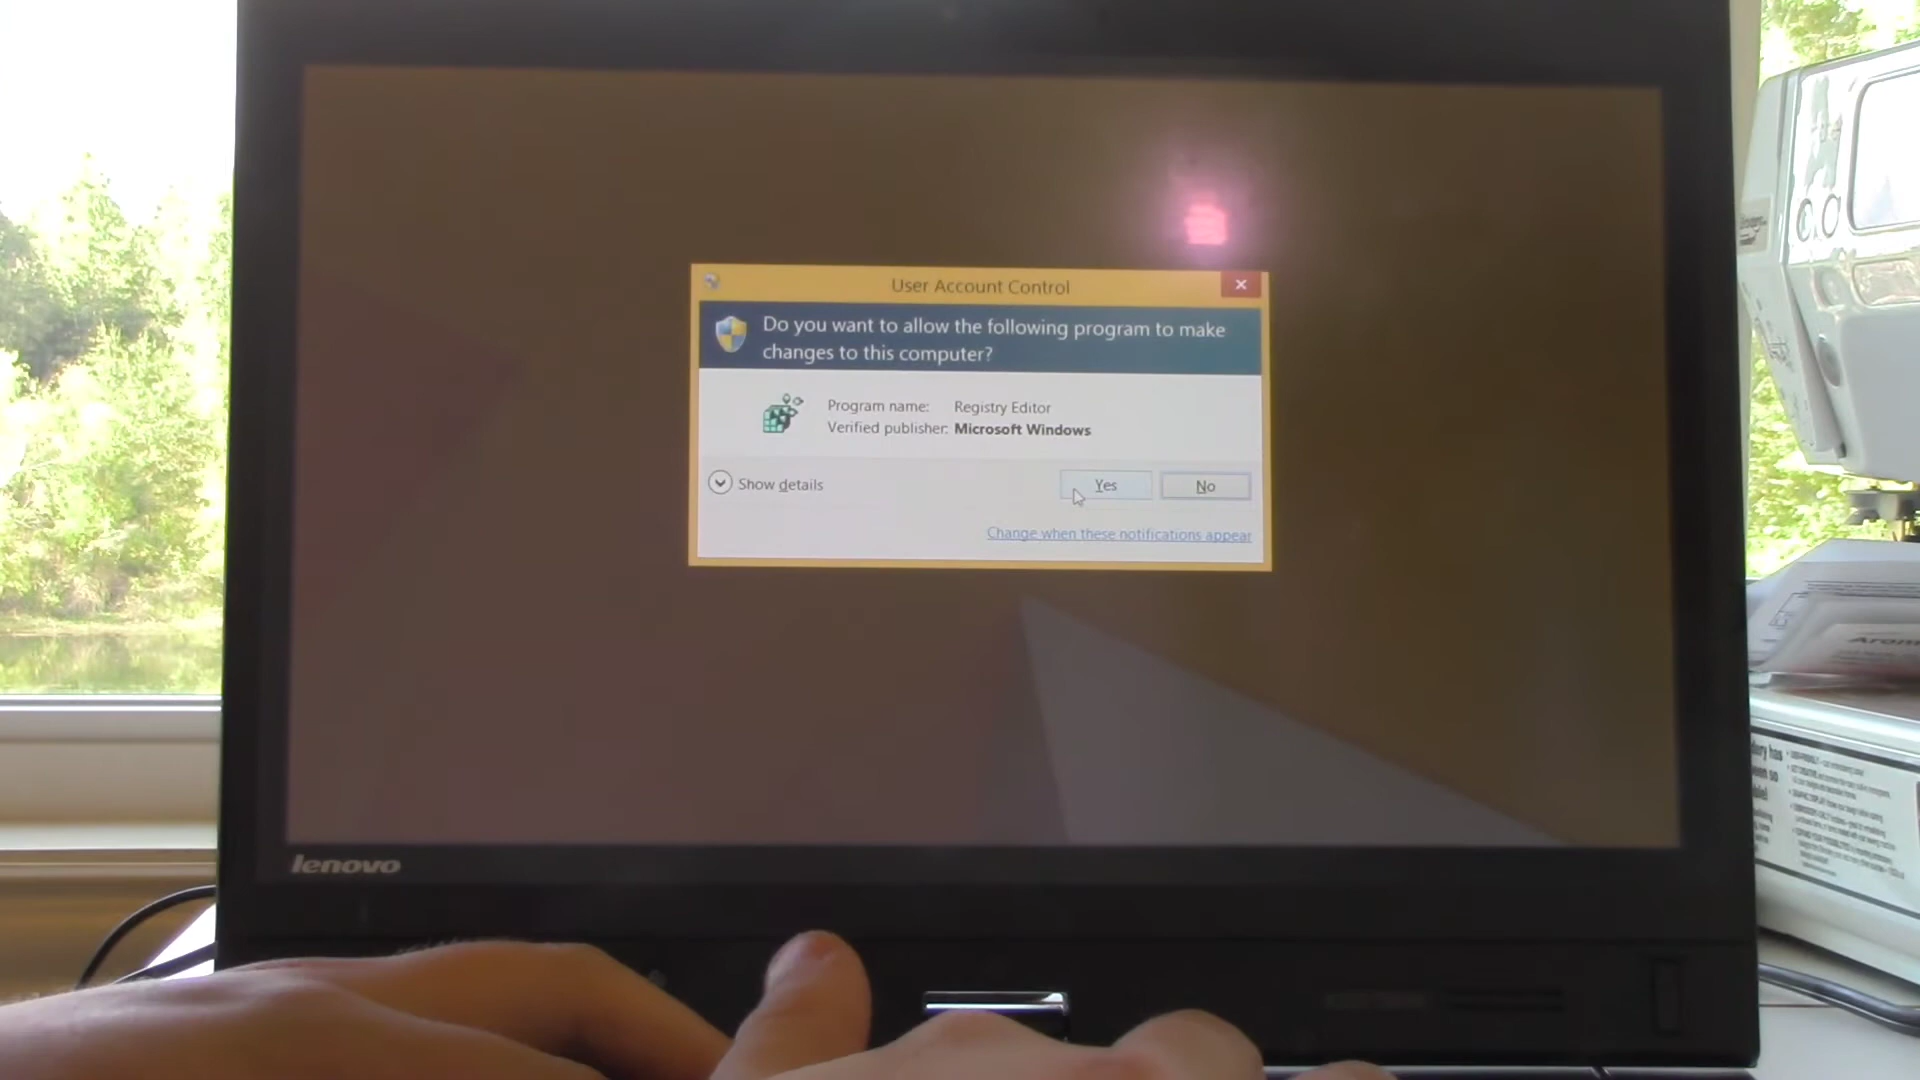 User Account Control
Do you want to allow the following program to make
changes to this computer?
Program name: Registry Editor
Verified publisher: Microsoft Windows
Show details
Yes
No
Change when these notifications appear
lenovo